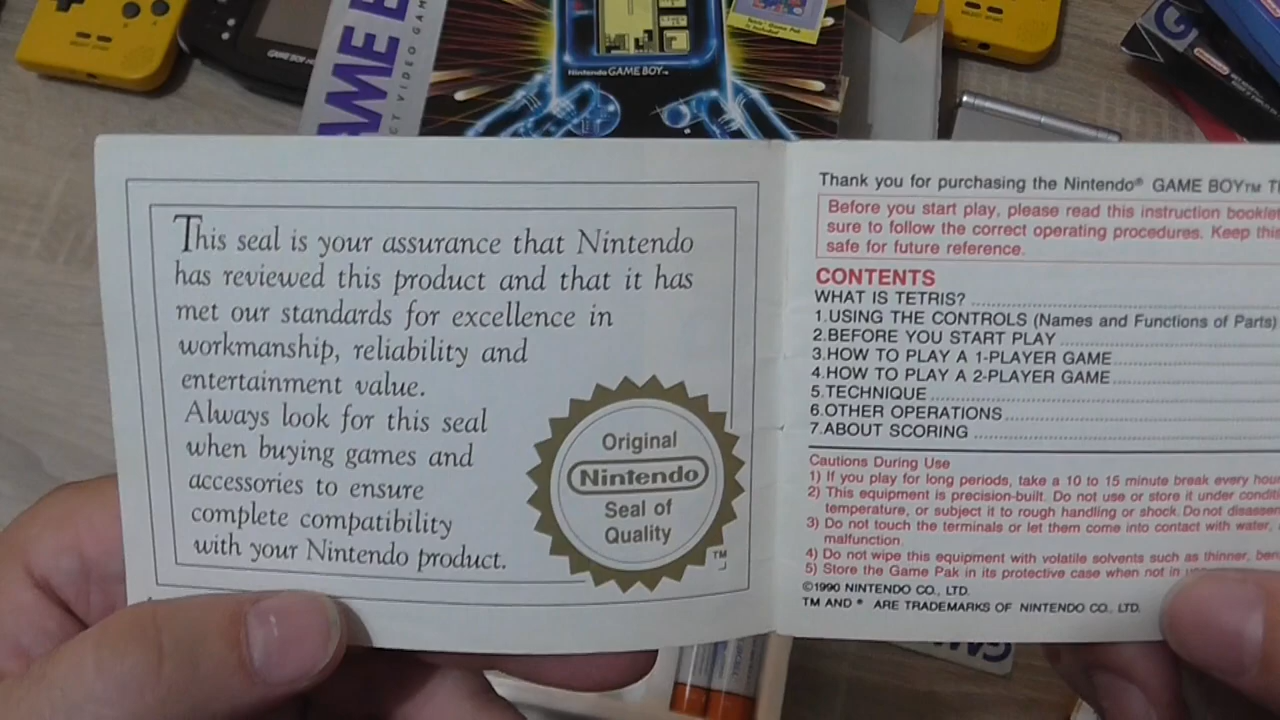 GAME B
CT VIDEO GAM
Nintendo GAME BOY™
This seal is your assurance that Nintendo
has reviewed this product and that it has
met our standards for excellence in
workmanship, reliability and
entertainment value.
Always look for this seal
when buying games and
accessories to ensure
complete compatibility
with your Nintendo product.
Original
Nintendo
Seal of
Quality
TM
Thank you for purchasing the Nintendo® GAME BOY™ T
Before you start play, please read this instruction booklet
sure to follow the correct operating procedures. Keep this
safe for future reference.
CONTENTS
WHAT IS TETRIS?
1.USING THE CONTROLS (Names and Functions of Parts)
2.BEFORE YOU START PLAY
3.HOW TO PLAY A 1-PLAYER GAME
4.HOW TO PLAY A 2-PLAYER GAME
5.TECHNIQUE
6.OTHER OPERATIONS
7.ABOUT SCORING
Cautions During Use
1) If you play for long periods, take a 10 to 15 minute break every hour
2) This equipment is precision-built. Do not use or store it under condit
temperature, or subject it to rough handling or shock. Do not disassem
3) Do not touch the terminals or let them come into contact with water,
malfunction.
4) Do not wipe this equipment with volatile solvents such as thinner, ben
5) Store the Game Pak in its protective case when not in
©1990 NINTENDO CO., LTD.
TM AND ® ARE TRADEMARKS OF NINTENDO CO., LTD.